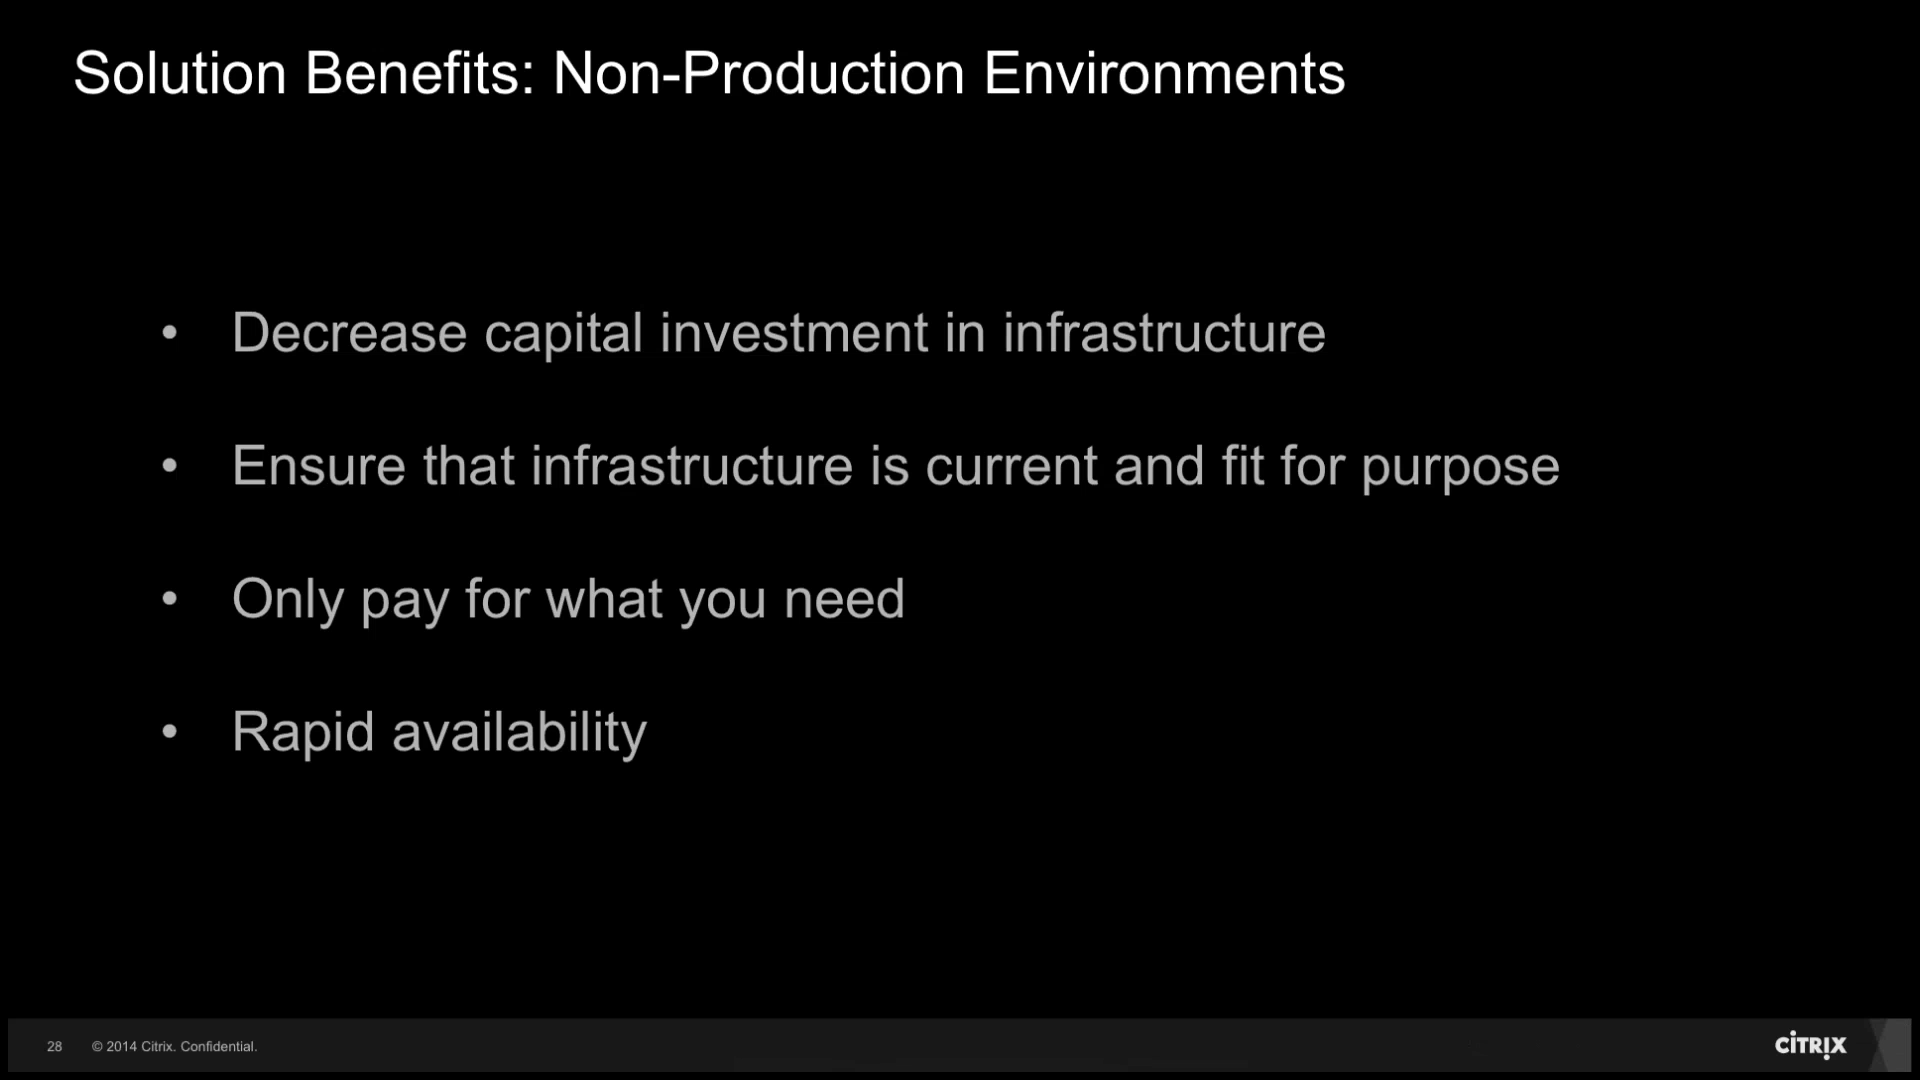 Solution Benefits: Non-Production Environments
• Decrease capital investment in infrastructure
• Ensure that infrastructure is current and fit for purpose
• Only pay for what you need
• Rapid availability
28 © 2014 Citrix. Confidential.
CITRIX